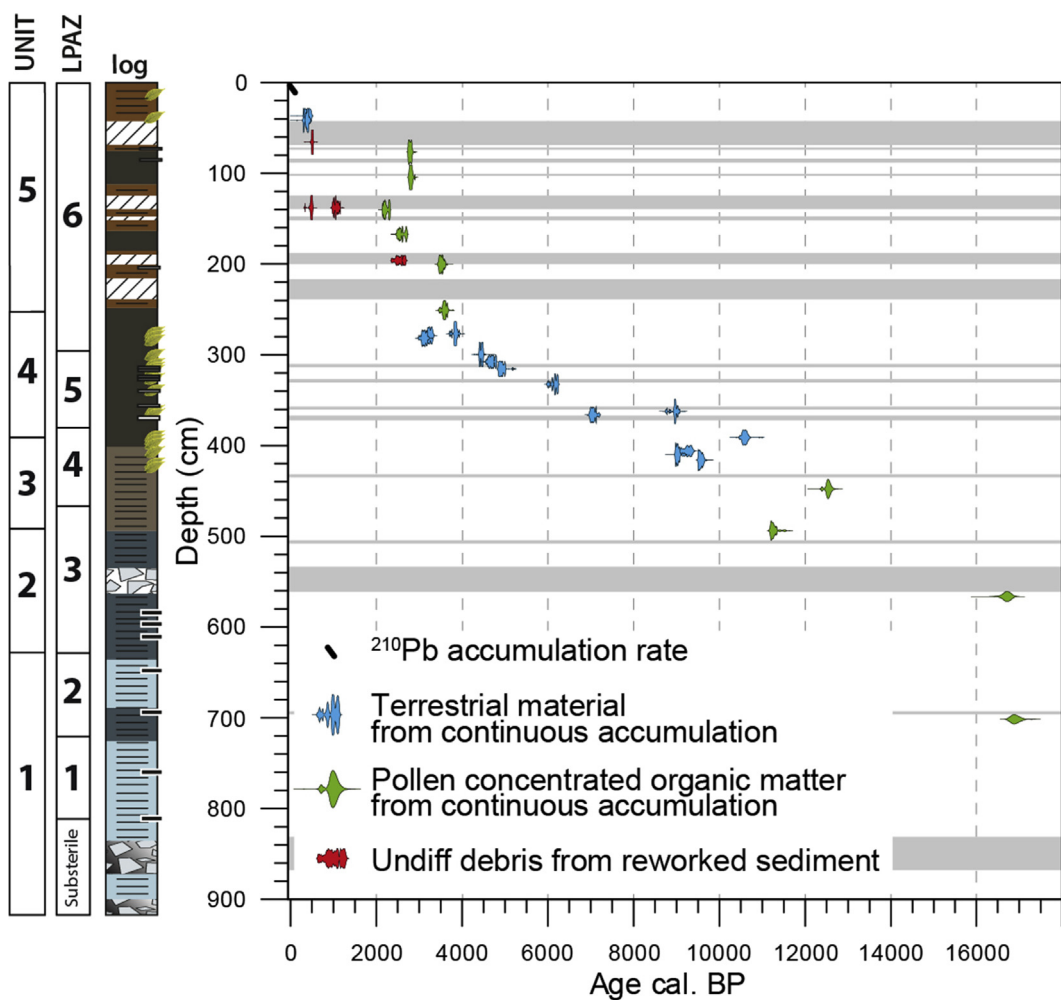 UNIT
LPAZ
log
5
4
3
2
1
6
5
4
3
2
1
Substerile
Depth (cm)
0
100
200
300
400
500
600
700
800
900
²¹⁰Pb accumulation rate
Terrestrial material
from continuous accumulation
Pollen concentrated organic matter
from continuous accumulation
Undiff debris from reworked sediment
0 2000 4000 6000 8000 10000 12000 14000 16000
Age cal. BP